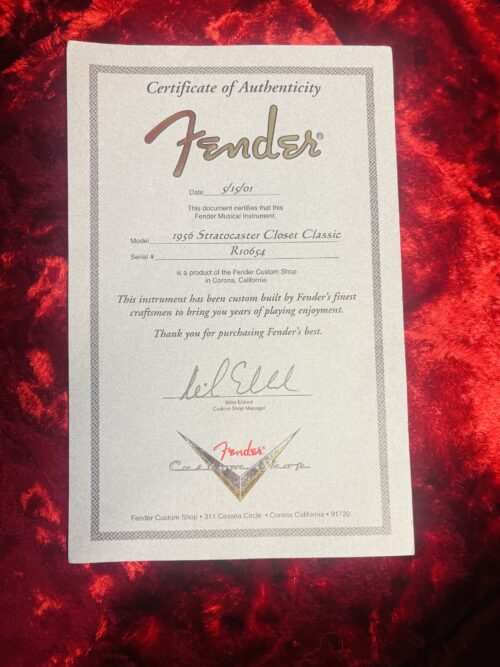 Certificate of Authenticity
Fender®
Date 5/15/01
This document certifies that this
Fender Musical Instrument,
Model 1956 Stratocaster Closet Classic
Serial # R10654
is a product of the Fender Custom Shop
in Corona, California.
This instrument has been custom built by Fender's finest
craftsmen to bring you years of playing enjoyment.
Thank you for purchasing Fender's best.
Mike Eldred
Custom Shop Manager
Fender
Custom Shop
Fender Custom Shop • 311 Cessna Circle • Corona California • 91720